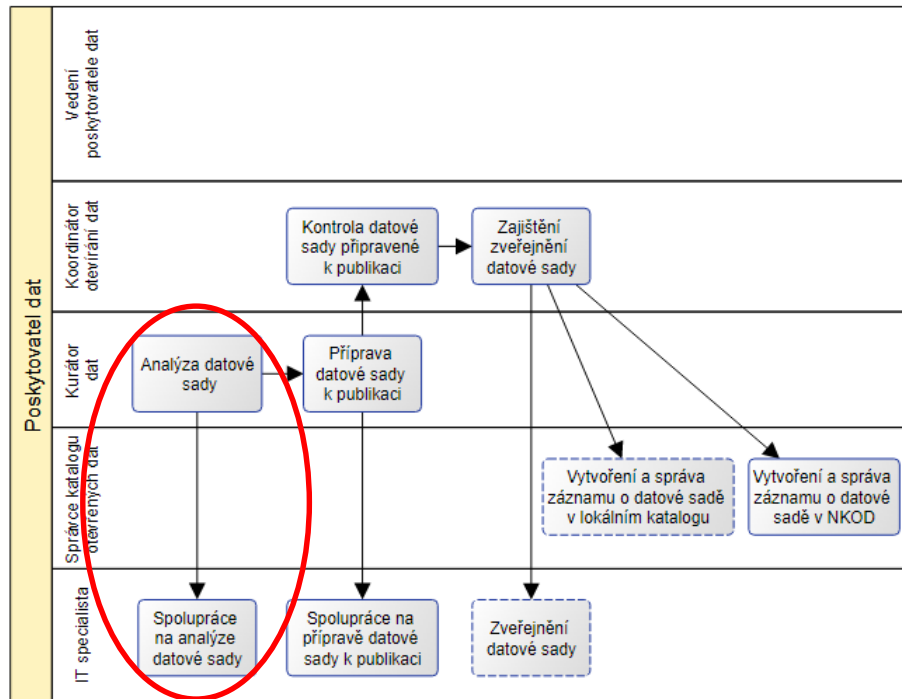 Poskytovatel dat
Vedení
poskytovatele dat
Koordinátor
otevírání dat
Kontrola datové
sady připravené
k publikaci
Zajištění
zveřejnění
datové sady
Kurátor
dat
Analýza datové
sady
Příprava
datové sady
k publikaci
Správce katalogu
otevřených dat
Vytvoření a správa
záznamu o datové sadě
v lokálním katalogu
Vytvoření a správa
záznamu o datové
sadě v NKOD
IT specialista
Spolupráce
na analýze
datové sady
Spolupráce na
přípravě datové
sady k publikaci
Zveřejnění
datové sady